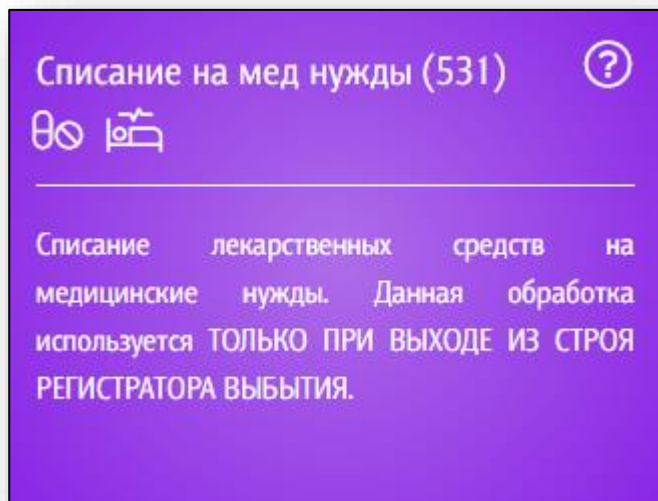 Списание на мед нужды (531)
?
Списание лекарственных средств на
медицинские нужды. Данная обработка
используется ТОЛЬКО ПРИ ВЫХОДЕ ИЗ СТРОЯ
РЕГИСТРАТОРА ВЫБЫТИЯ.